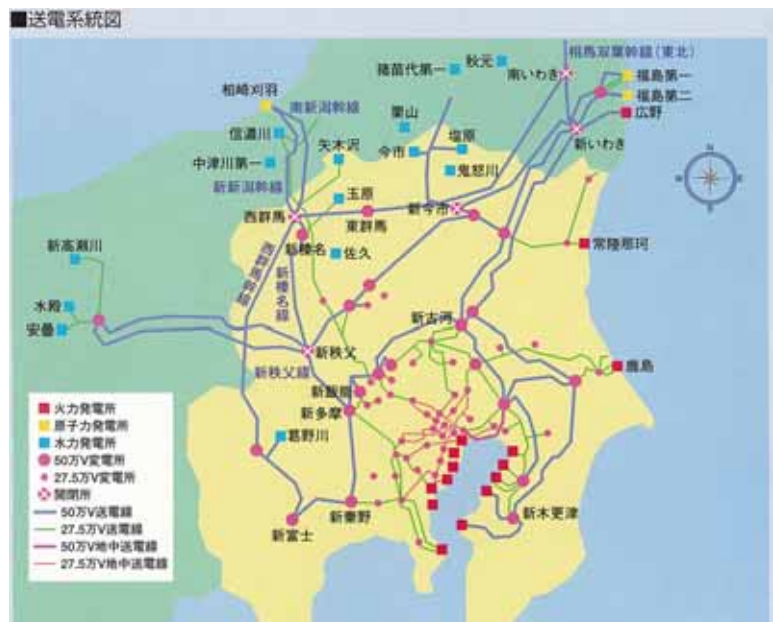 ■送電系統図
相馬双葉幹線(東北)
猪苗代第一
秋元
南いわき
福島第一
福島第二
広野
新いわき
柏崎刈羽
南新潟幹線
信濃川
中津川第一
新新潟幹線
矢木沢
栗山
今市
塩原
鬼怒川
玉原
西群馬
東群馬
新今市
新榛名
佐久
常陸那珂
新高瀬川
水殿
安曇
西群馬幹線
新榛名線
新古河
新秩父
新秩父線
新飯能
新多摩
鹿島
葛野川
新秦野
新富士
新木更津
N
火力発電所
原子力発電所
水力発電所
50万V変電所
27.5万V変電所
開閉所
50万V送電線
27.5万V送電線
50万V地中送電線
27.5万V地中送電線